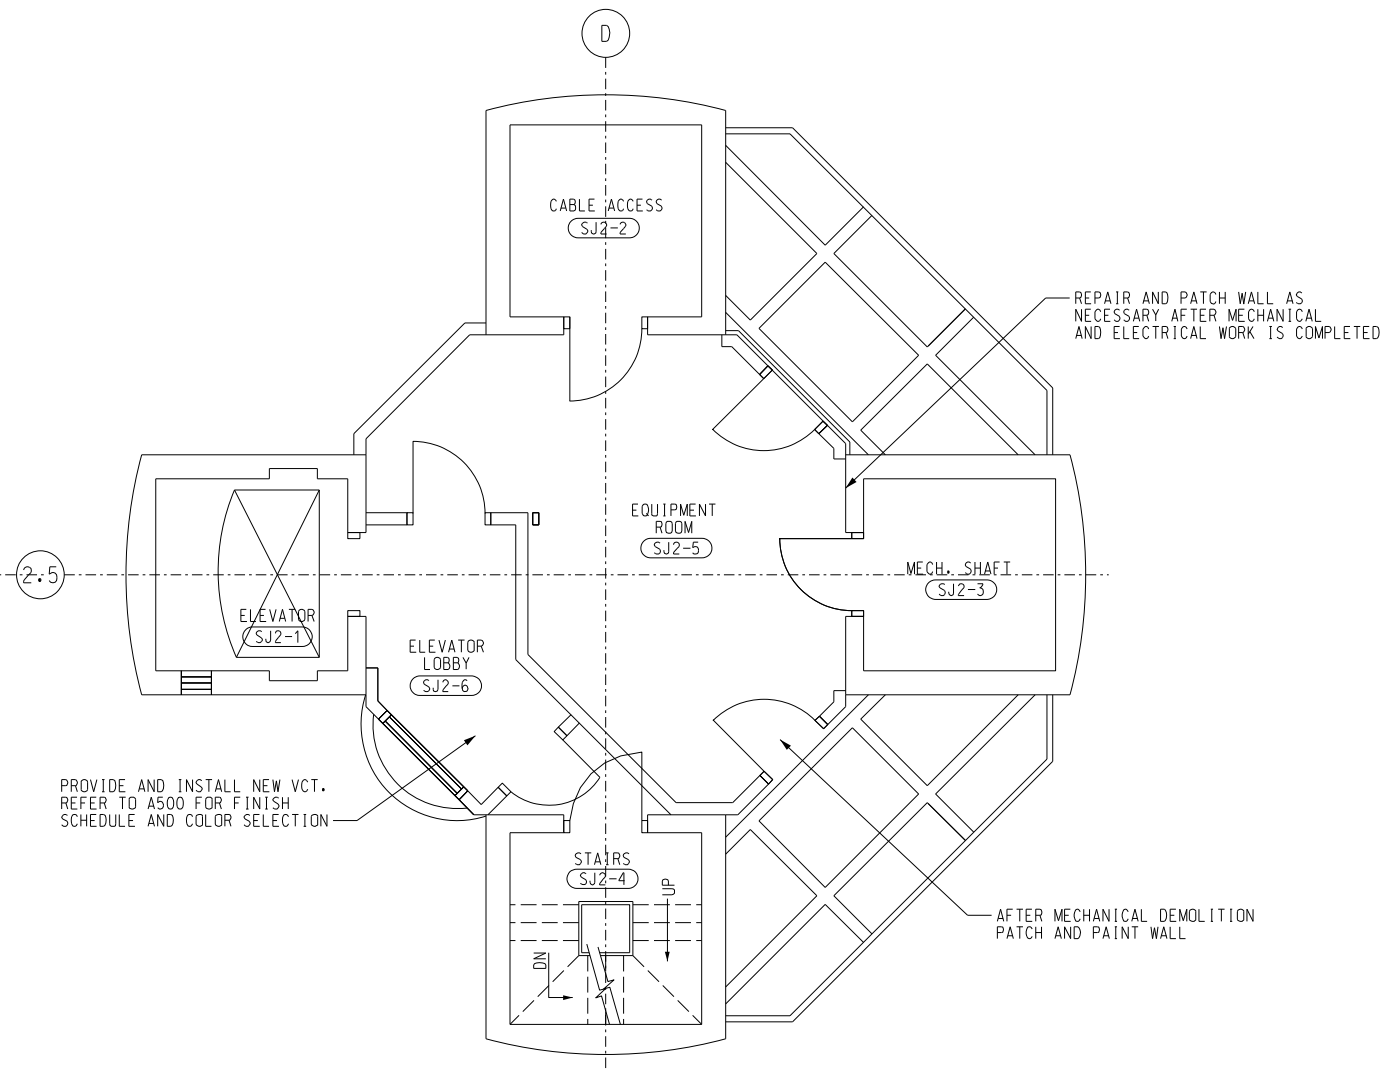 D
CABLE ACCESS
SJ2-2
REPAIR AND PATCH WALL AS
NECESSARY AFTER MECHANICAL
AND ELECTRICAL WORK IS COMPLETED
EQUIPMENT
ROOM
SJ2-5
2.5
MECH. SHAFT
SJ2-3
ELEVATOR
SJ2-1
ELEVATOR
LOBBY
SJ2-6
PROVIDE AND INSTALL NEW VCT.
REFER TO A500 FOR FINISH
SCHEDULE AND COLOR SELECTION
STAIRS
SJ2-4
UP
DN
AFTER MECHANICAL DEMOLITION
PATCH AND PAINT WALL